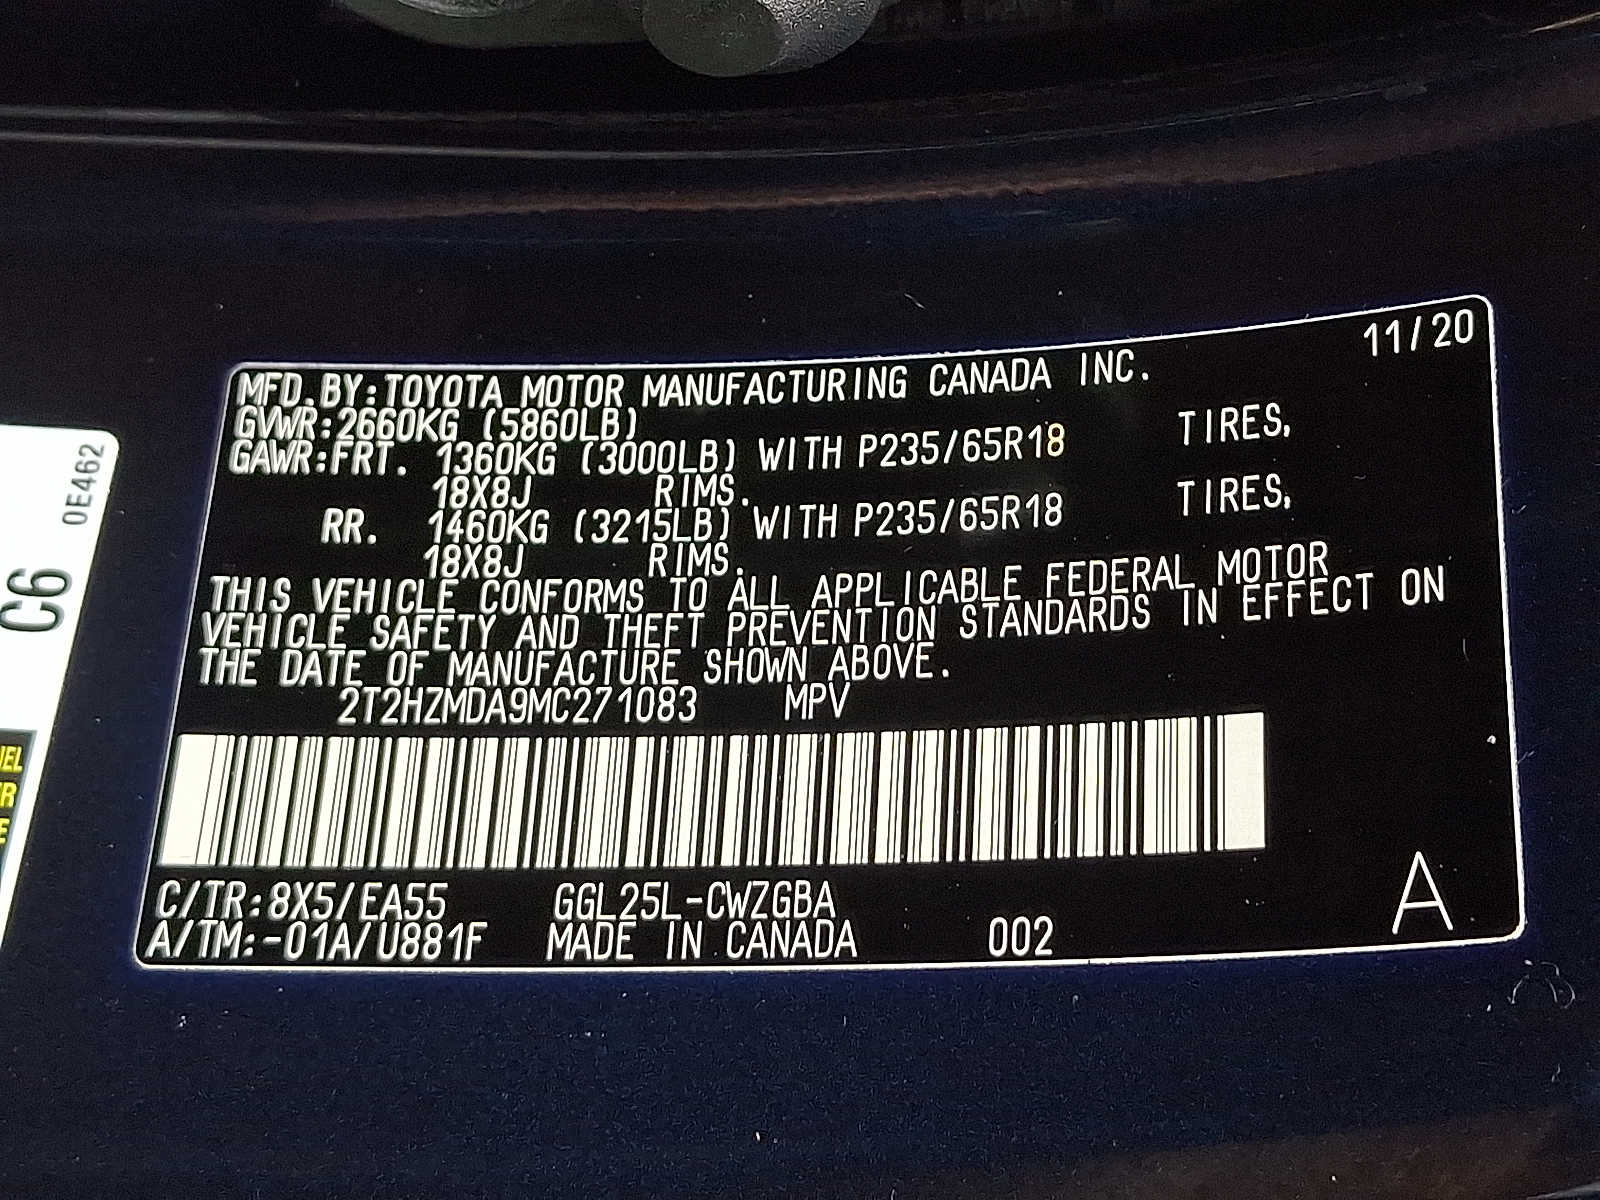 11/20
MFD.BY:TOYOTA MOTOR MANUFACTURING CANADA INC.
GVWR:2660KG (5860LB)
GAWR:FRT. 1360KG (3000LB) WITH P235/65R18 TIRES,
18X8J RIMS.
RR. 1460KG (3215LB) WITH P235/65R18 TIRES,
18X8J RIMS.
THIS VEHICLE CONFORMS TO ALL APPLICABLE FEDERAL MOTOR
VEHICLE SAFETY AND THEFT PREVENTION STANDARDS IN EFFECT ON
THE DATE OF MANUFACTURE SHOWN ABOVE.
2T2HZMDA9MC271083 MPV
C/TR:8X5/EA55 GGL25L-CWZGBA
A/TM:-01A/U881F MADE IN CANADA 002
A
0E462
C6